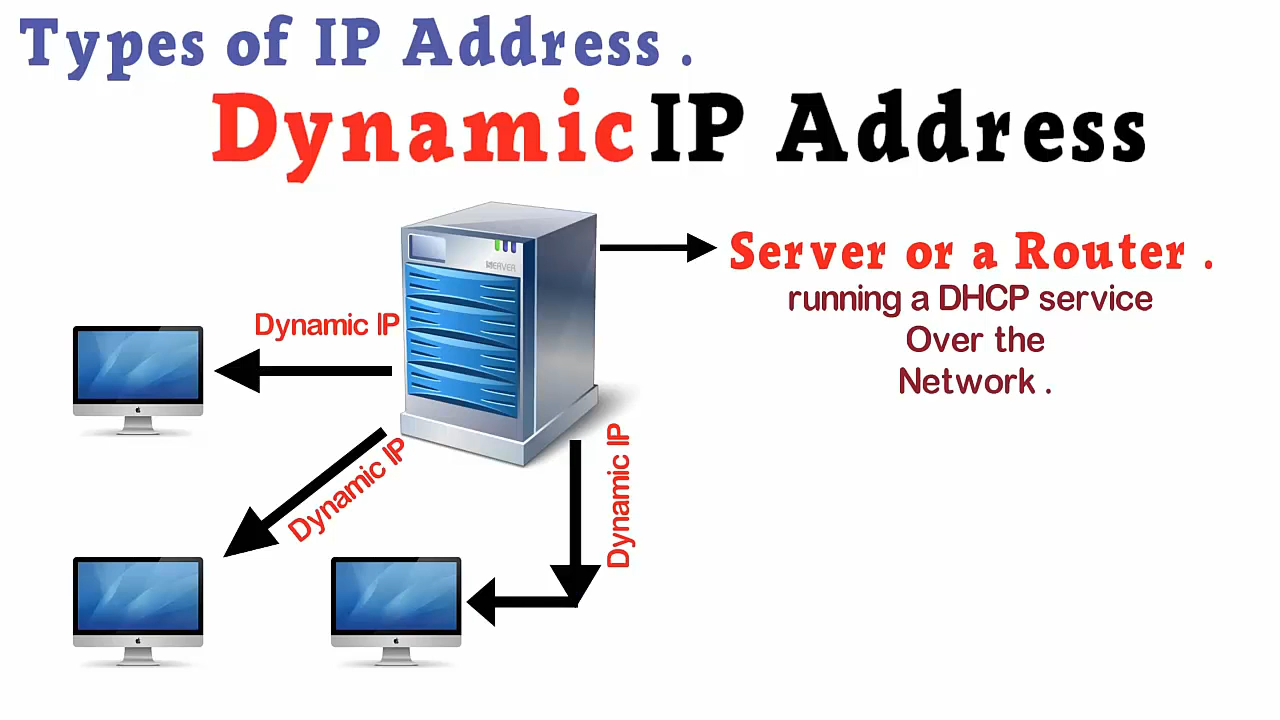 Types of IP Address .
Dynamic IP Address
SERVER
Server or a Router .
running a DHCP service
Over the
Network .
Dynamic IP
Dynamic IP
Dynamic IP